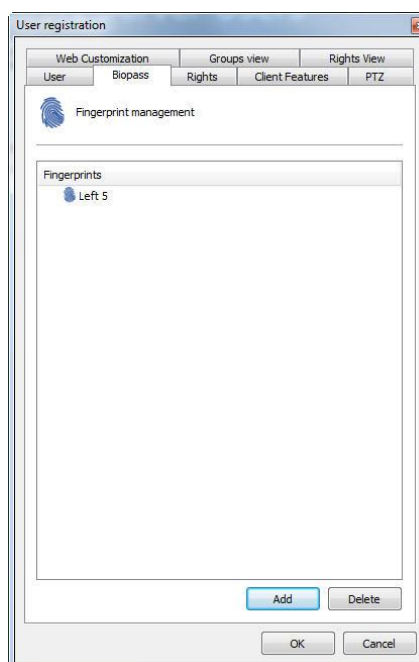 User registration
Web Customization Groups view Rights View
User Biopass Rights Client Features PTZ
Fingerprint management
Fingerprints
Left 5
Add Delete
OK Cancel